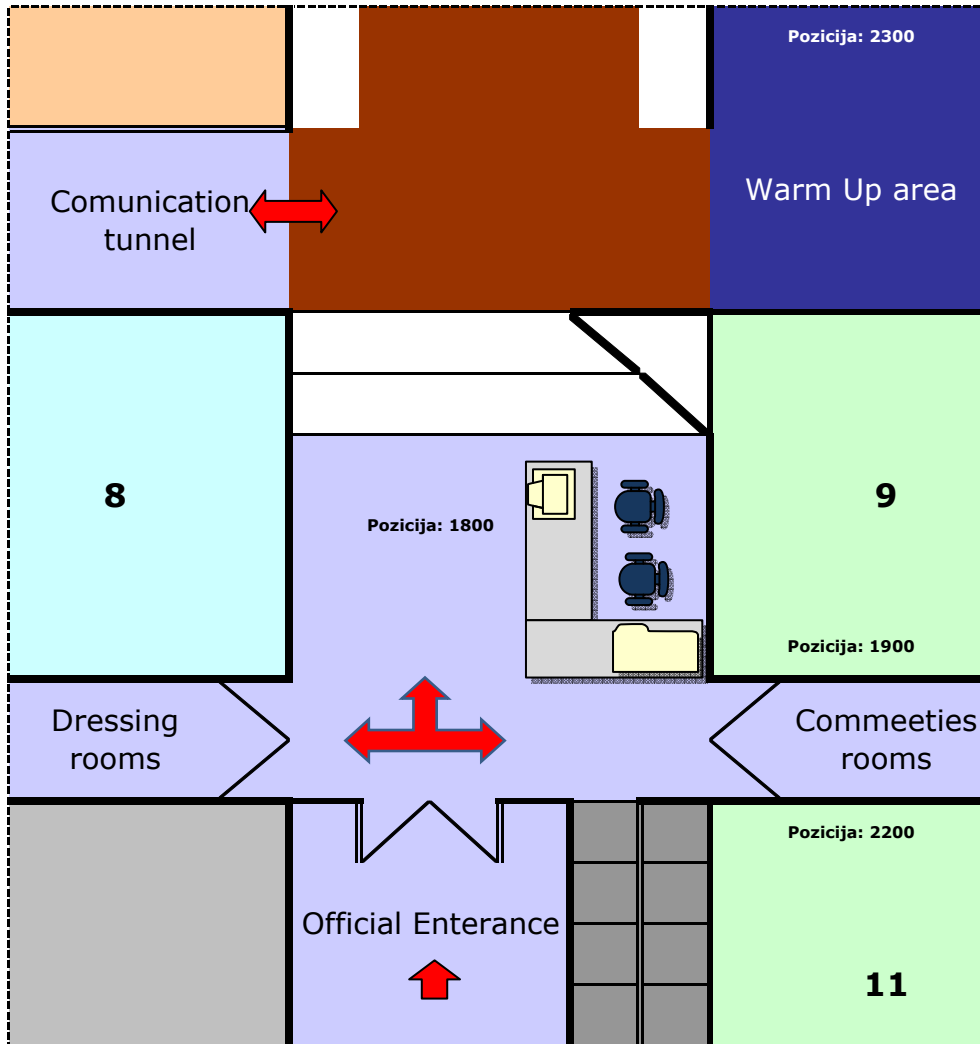 Pozicija: 2300
Comunication
tunnel
Warm Up area
8
Pozicija: 1800
9
Pozicija: 1900
Dressing
rooms
Commeeties
rooms
Pozicija: 2200
Official Enterance
11